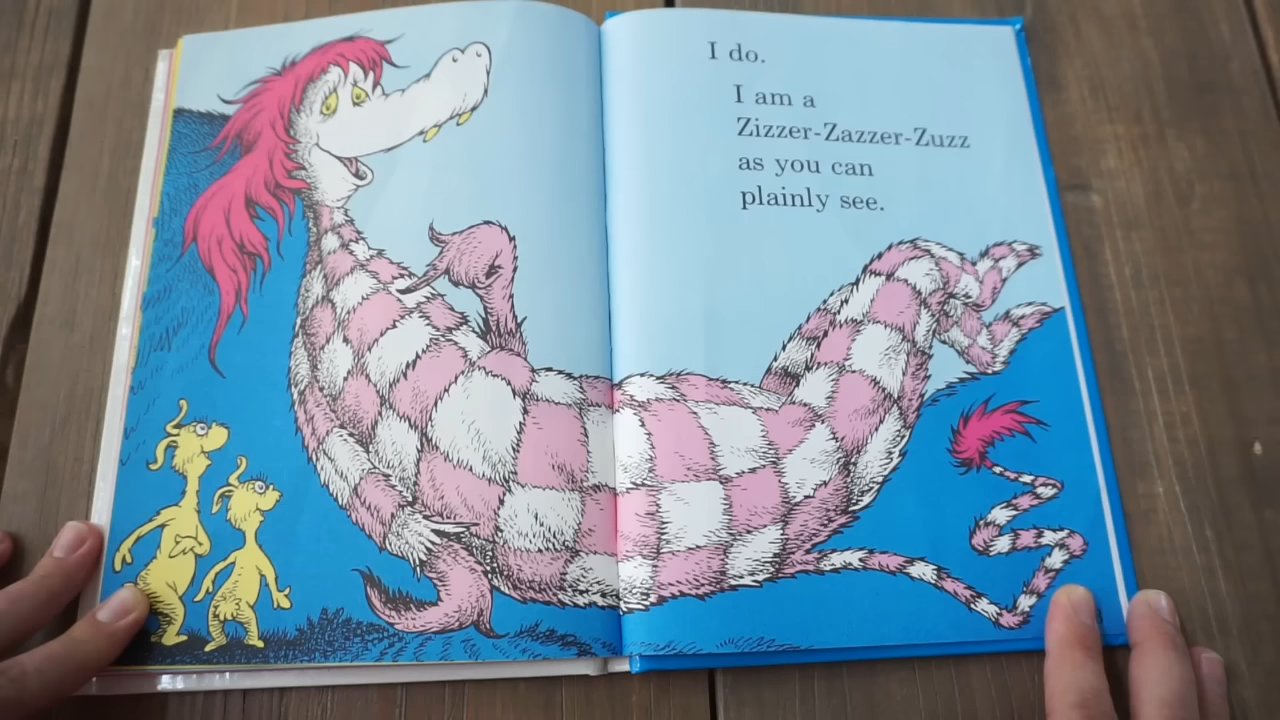 I do.
I am a
Zizzer-Zazzer-Zuzz
as you can
plainly see.